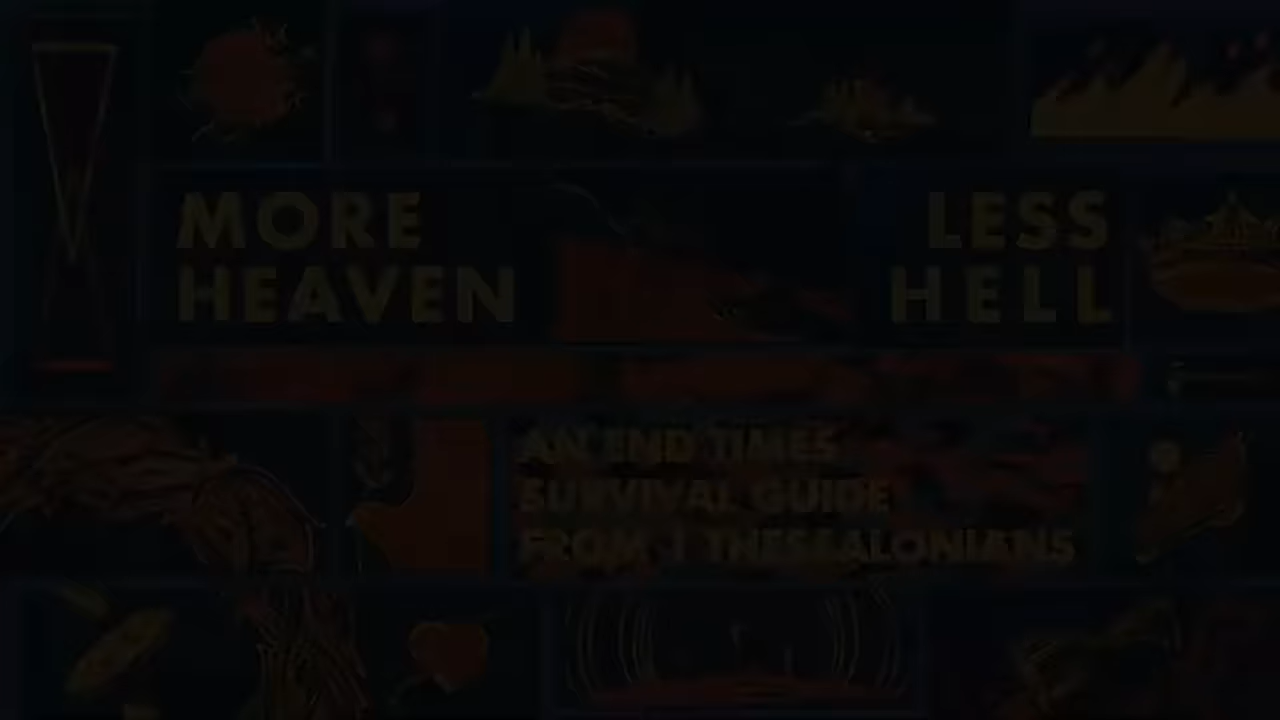 MORE
HEAVEN
LESS
HELL
AN END TIMES
SURVIVAL GUIDE
FROM 1 THESSALONIANS